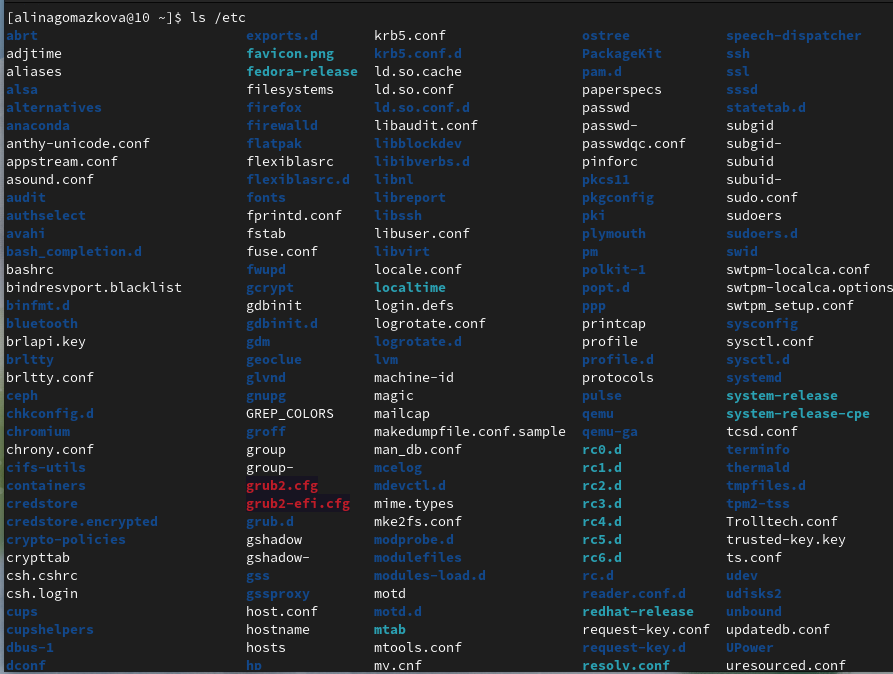 [alinagomazkova@10 ~]$ ls /etc
abrt exports.d krb5.conf ostree speech-dispatcher
adjtime favicon.png krb5.conf.d PackageKit ssh
aliases fedora-release ld.so.cache pam.d ssl
alsa filesystems ld.so.conf paperspecs sssd
alternatives firefox ld.so.conf.d passwd statetab.d
anaconda firewalld libaudit.conf passwd- subgid
anthy-unicode.conf flatpak libblockdev passwdqc.conf subgid-
appstream.conf flexiblasrc libibverbs.d pinforc subuid
asound.conf flexiblasrc.d libnl pkcs11 subuid-
audit fonts libreport pkgconfig sudo.conf
authselect fprintd.conf libssh pki sudoers
avahi fstab libuser.conf plymouth sudoers.d
bash_completion.d fuse.conf libvirt pm swid
bashrc fwupd locale.conf polkit-1 swtpm-localca.conf
bindresvport.blacklist gcrypt localtime popt.d swtpm-localca.options
binfmt.d gdbinit login.defs ppp swtpm_setup.conf
bluetooth gdbinit.d logrotate.conf printcap sysconfig
brlapi.key gdm logrotate.d profile sysctl.conf
brltty geoclue lvm profile.d sysctl.d
brltty.conf glvnd machine-id protocols systemd
ceph gnupg magic pulse system-release
chkconfig.d GREP_COLORS mailcap qemu system-release-cpe
chromium groff makedumpfile.conf.sample qemu-ga tcsd.conf
chrony.conf group man_db.conf rc0.d terminfo
cifs-utils group- mcelog rc1.d thermald
containers grub2.cfg mdevctl.d rc2.d tmpfiles.d
credstore grub2-efi.cfg mime.types rc3.d tpm2-tss
credstore.encrypted grub.d mke2fs.conf rc4.d Trolltech.conf
crypto-policies gshadow modprobe.d rc5.d trusted-key.key
crypttab gshadow- modulefiles rc6.d ts.conf
csh.cshrc gss modules-load.d rc.d udev
csh.login gssproxy motd reader.conf.d udisks2
cups host.conf motd.d redhat-release unbound
cupshelpers hostname mtab request-key.conf updatedb.conf
dbus-1 hosts mtools.conf request-key.d UPower
dconf hp mv.cnf resolv.conf uresourced.conf